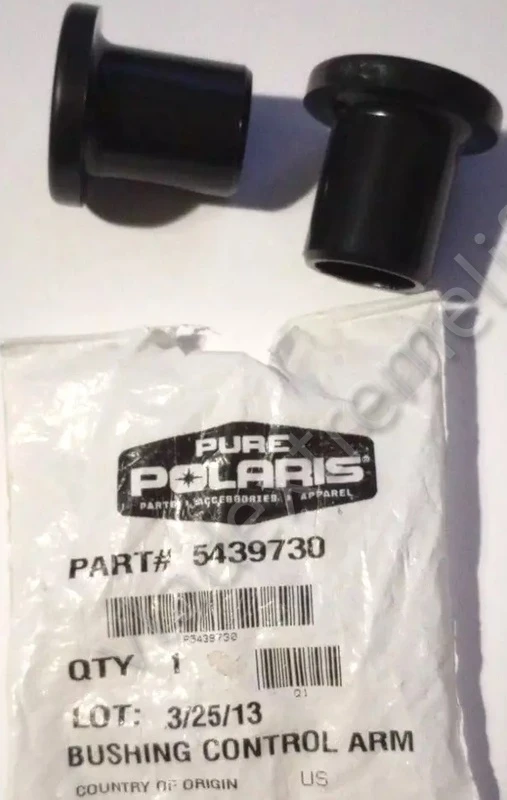 PURE
POLARIS
PARTS | ACCESSORIES | APPAREL
PART# 5439730
P5439730
QTY 1
Q1
LOT: 3/25/13
BUSHING CONTROL ARM
COUNTRY OF ORIGIN US